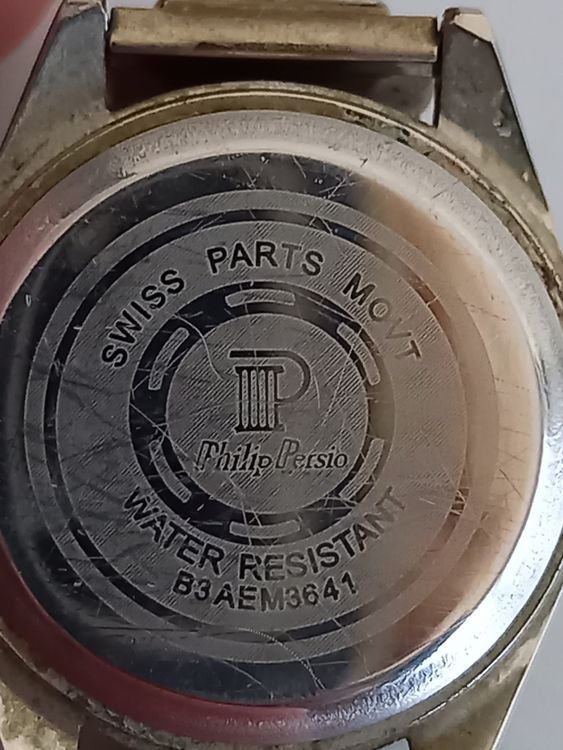 SWISS PARTS MOVT
P
Philip Persio
WATER RESISTANT
B3AEM3641